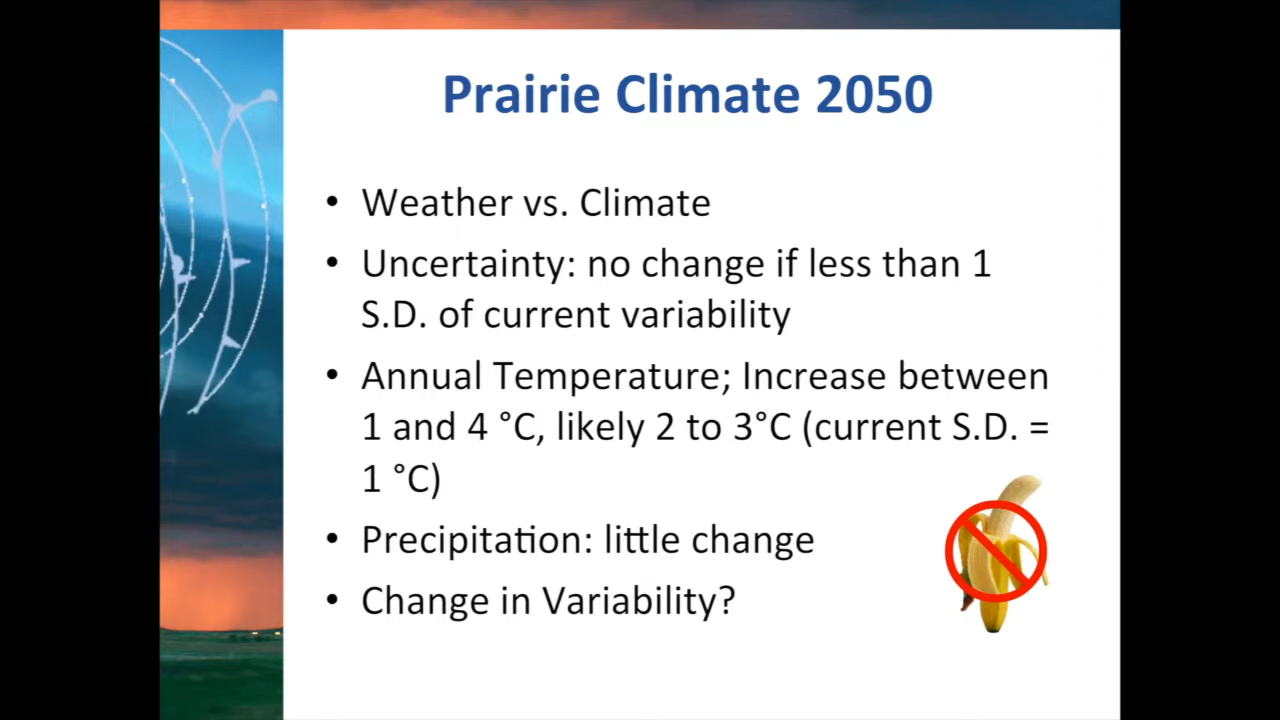 Prairie Climate 2050
• Weather vs. Climate
• Uncertainty: no change if less than 1
S.D. of current variability
• Annual Temperature; Increase between
1 and 4 °C, likely 2 to 3°C (current S.D. =
1 °C)
• Precipitation: little change
• Change in Variability?